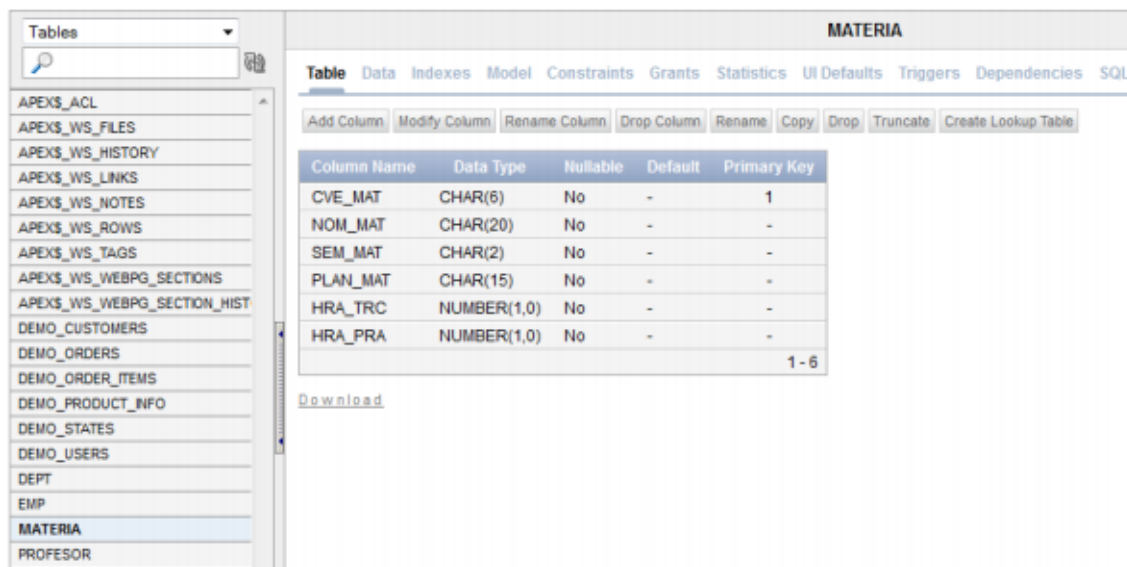 Tables
MATERIA
Table Data Indexes Model Constraints Grants Statistics UI Defaults Triggers Dependencies SQL
Add Column Modify Column Rename Column Drop Column Rename Copy Drop Truncate Create Lookup Table
APEX$_ACL
APEX$_WS_FILES
APEX$_WS_HISTORY
APEX$_WS_LINKS
APEX$_WS_NOTES
APEX$_WS_ROWS
APEX$_WS_TAGS
APEX$_WS_WEBPG_SECTIONS
APEX$_WS_WEBPG_SECTION_HIST
DEMO_CUSTOMERS
DEMO_ORDERS
DEMO_ORDER_ITEMS
DEMO_PRODUCT_INFO
DEMO_STATES
DEMO_USERS
DEPT
EMP
MATERIA
PROFESOR
Column Name Data Type Nullable Default Primary Key
CVE_MAT CHAR(6) No - 1
NOM_MAT CHAR(20) No - -
SEM_MAT CHAR(2) No - -
PLAN_MAT CHAR(15) No - -
HRA_TRC NUMBER(1,0) No - -
HRA_PRA NUMBER(1,0) No - -
1 - 6
Download